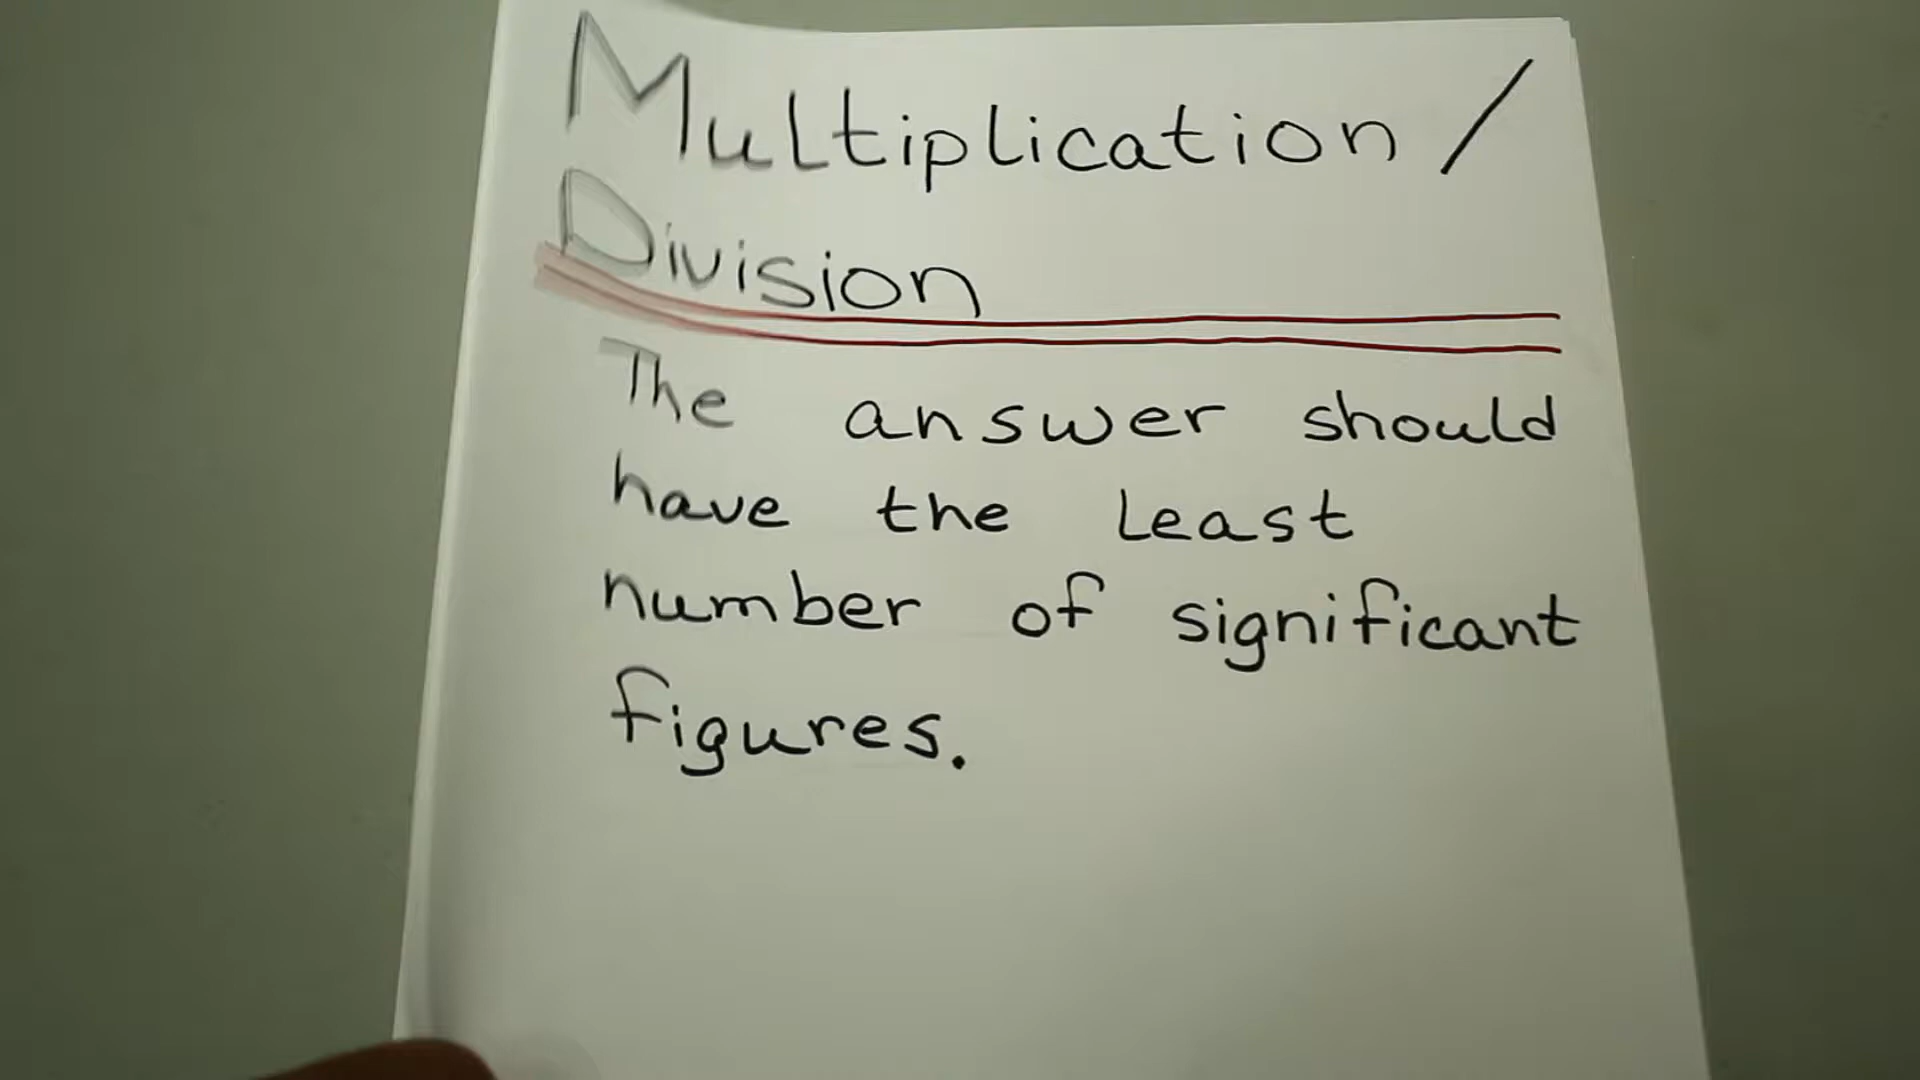 Multiplication /
Division
The answer should
have the least
number of significant
figures.